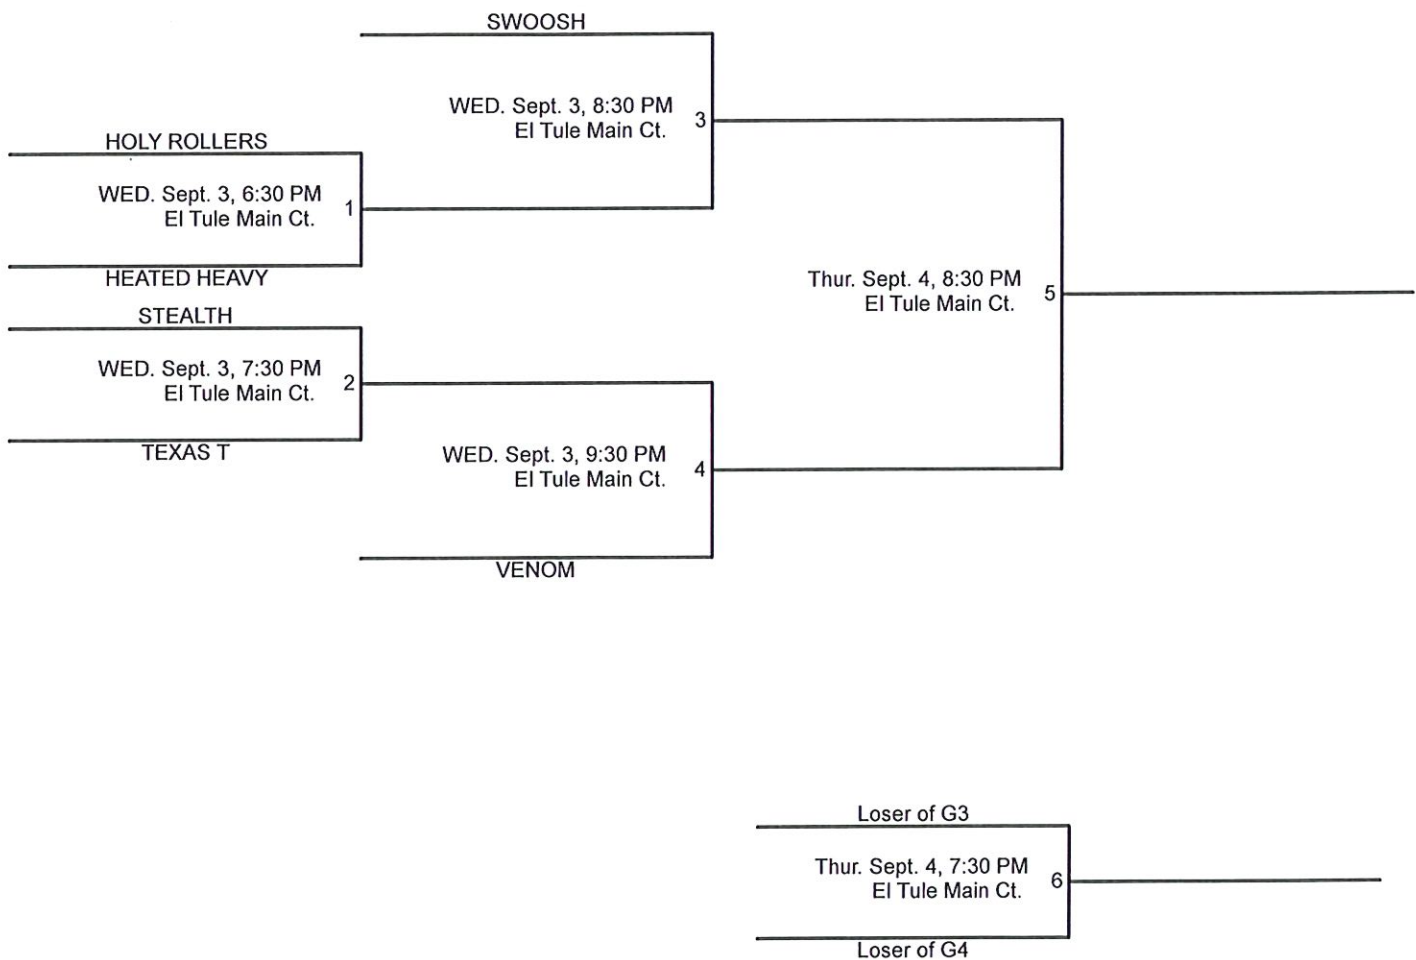 SWOOSH
WED. Sept. 3, 8:30 PM
El Tule Main Ct.
3
HOLY ROLLERS
WED. Sept. 3, 6:30 PM
El Tule Main Ct.
1
HEATED HEAVY
STEALTH
WED. Sept. 3, 7:30 PM
El Tule Main Ct.
2
TEXAS T
WED. Sept. 3, 9:30 PM
El Tule Main Ct.
4
VENOM
Thur. Sept. 4, 8:30 PM
El Tule Main Ct.
5
Loser of G3
Thur. Sept. 4, 7:30 PM
El Tule Main Ct.
6
Loser of G4